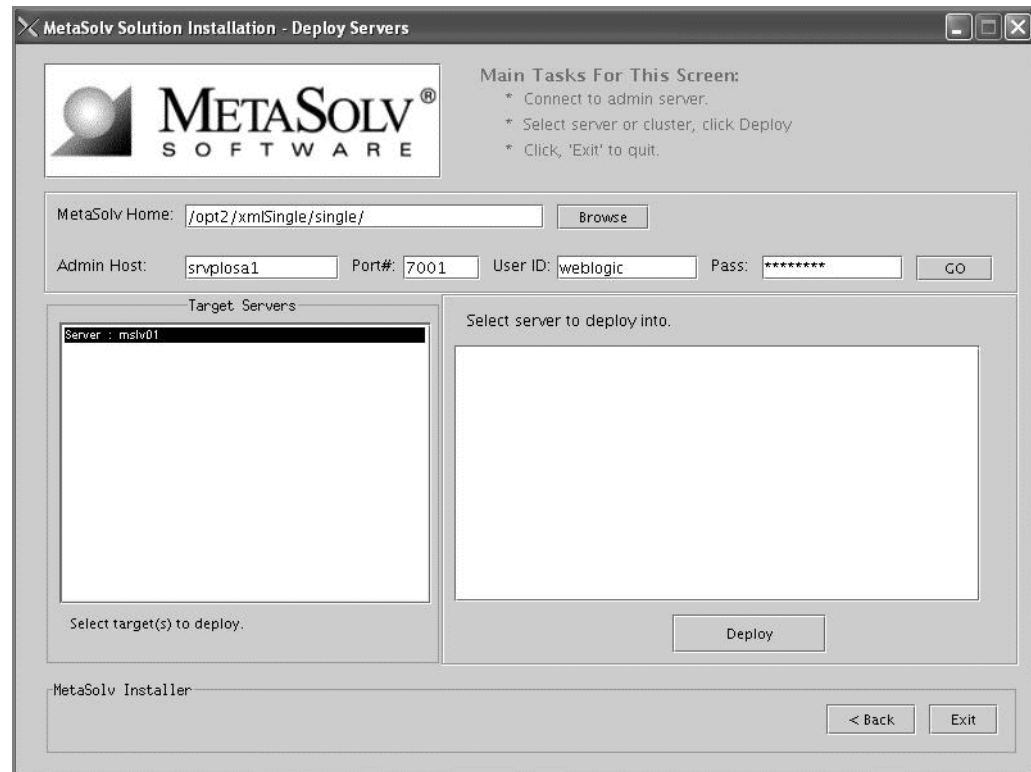 MetaSolv Solution Installation - Deploy Servers
METASOLV®
SOFTWARE
Main Tasks For This Screen:
* Connect to admin server.
* Select server or cluster, click Deploy
* Click, 'Exit' to quit.
MetaSolv Home: /opt2/xmlSingle/single/ Browse
Admin Host: srvplosa1 Port#: 7001 User ID: weblogic Pass: ******** GO
Target Servers
Server : mslv01
Select target(s) to deploy.
Select server to deploy into.
Deploy
MetaSolv Installer
< Back Exit